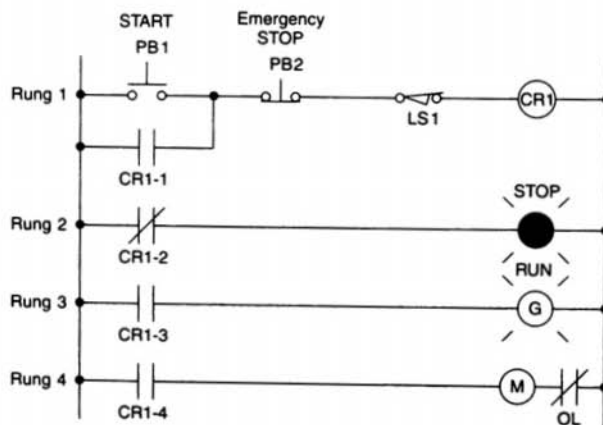 START
PB1
Emergency
STOP
PB2
Rung 1
LS1
CR1
CR1-1
STOP
Rung 2
CR1-2
RUN
Rung 3
G
CR1-3
Rung 4
M
CR1-4
OL